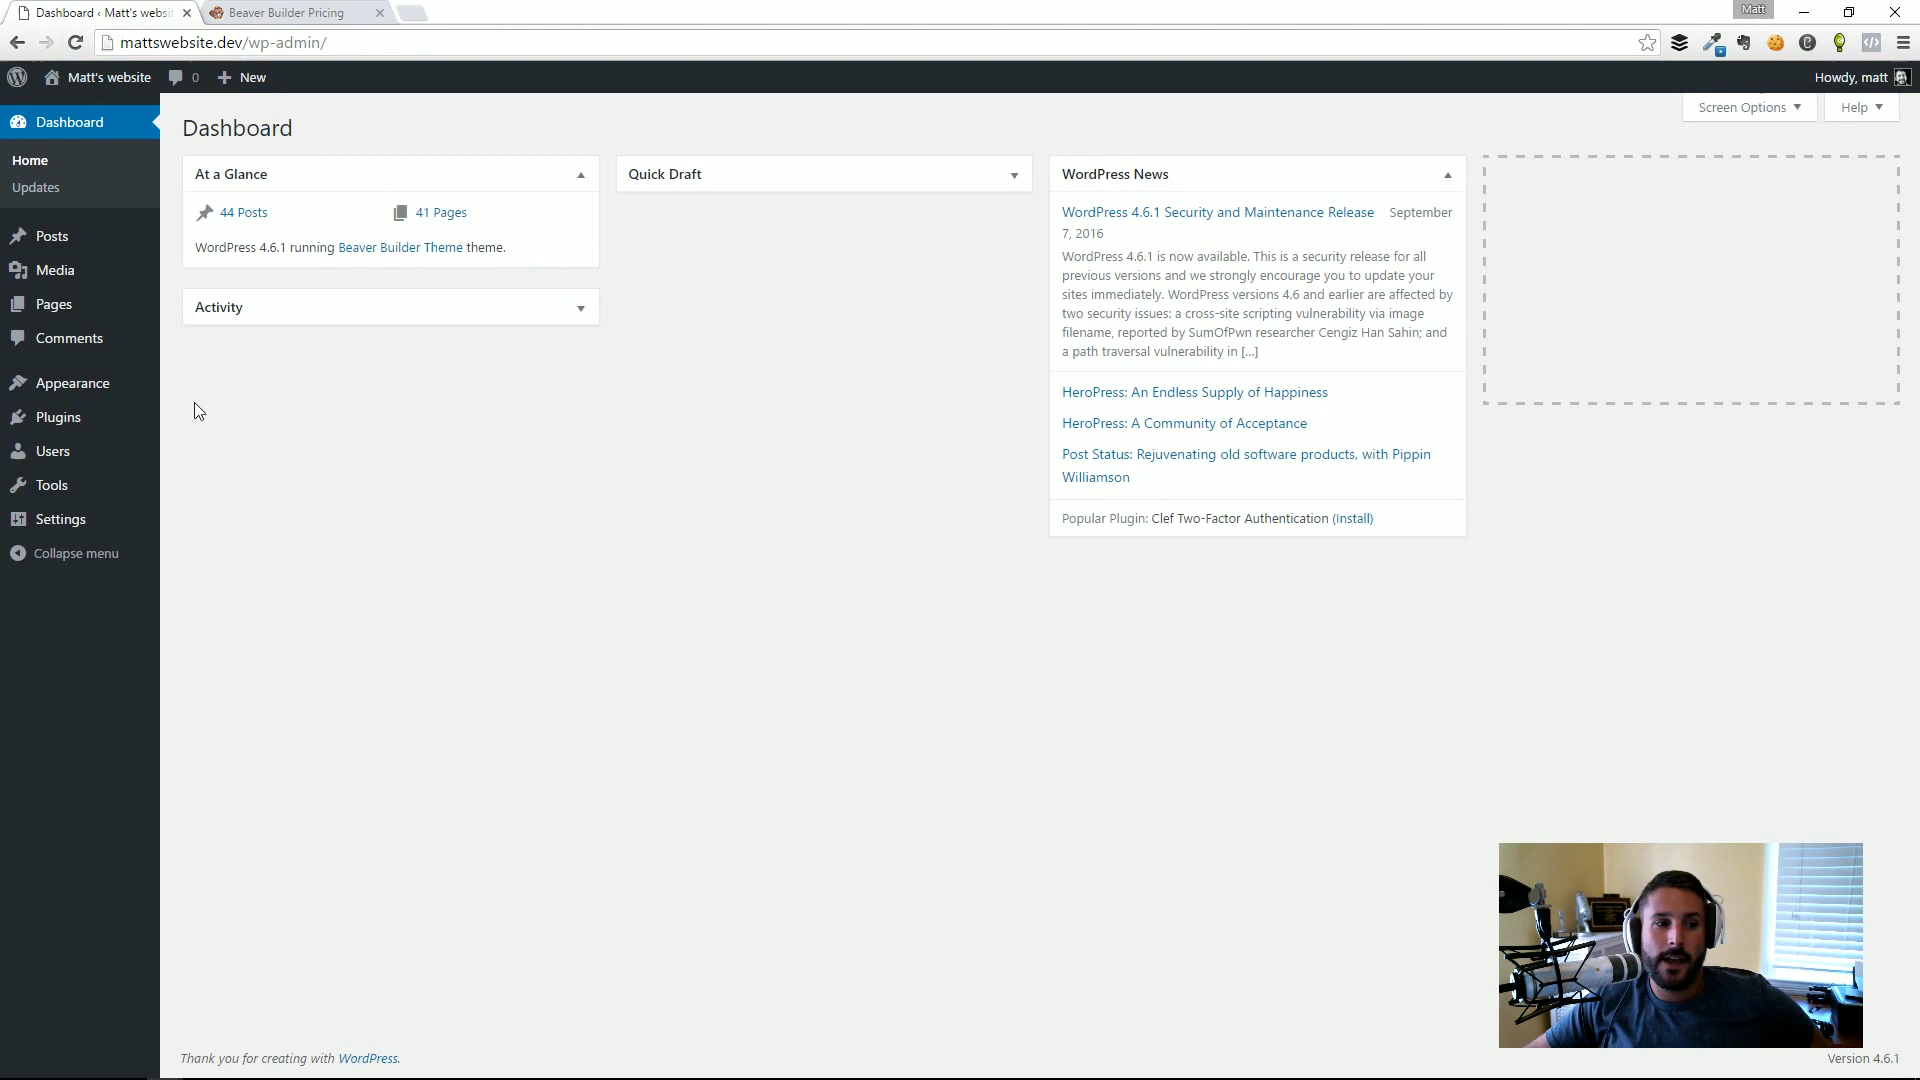 Dashboard ‹ Matt's websi
Beaver Builder Pricing
Matt
mattswebsite.dev/wp-admin/
Matt's website
0
New
Howdy, matt
Dashboard
Home
Updates
Posts
Media
Pages
Comments
Appearance
Plugins
Users
Tools
Settings
Collapse menu
Screen Options
Help
Dashboard
At a Glance
44 Posts
41 Pages
WordPress 4.6.1 running Beaver Builder Theme theme.
Activity
Quick Draft
WordPress News
WordPress 4.6.1 Security and Maintenance Release September
7, 2016
WordPress 4.6.1 is now available. This is a security release for all
previous versions and we strongly encourage you to update your
sites immediately. WordPress versions 4.6 and earlier are affected by
two security issues: a cross-site scripting vulnerability via image
filename, reported by SumOfPwn researcher Cengiz Han Sahin; and
a path traversal vulnerability in [...]
HeroPress: An Endless Supply of Happiness
HeroPress: A Community of Acceptance
Post Status: Rejuvenating old software products, with Pippin
Williamson
Popular Plugin: Clef Two-Factor Authentication (Install)
Thank you for creating with WordPress.
Version 4.6.1